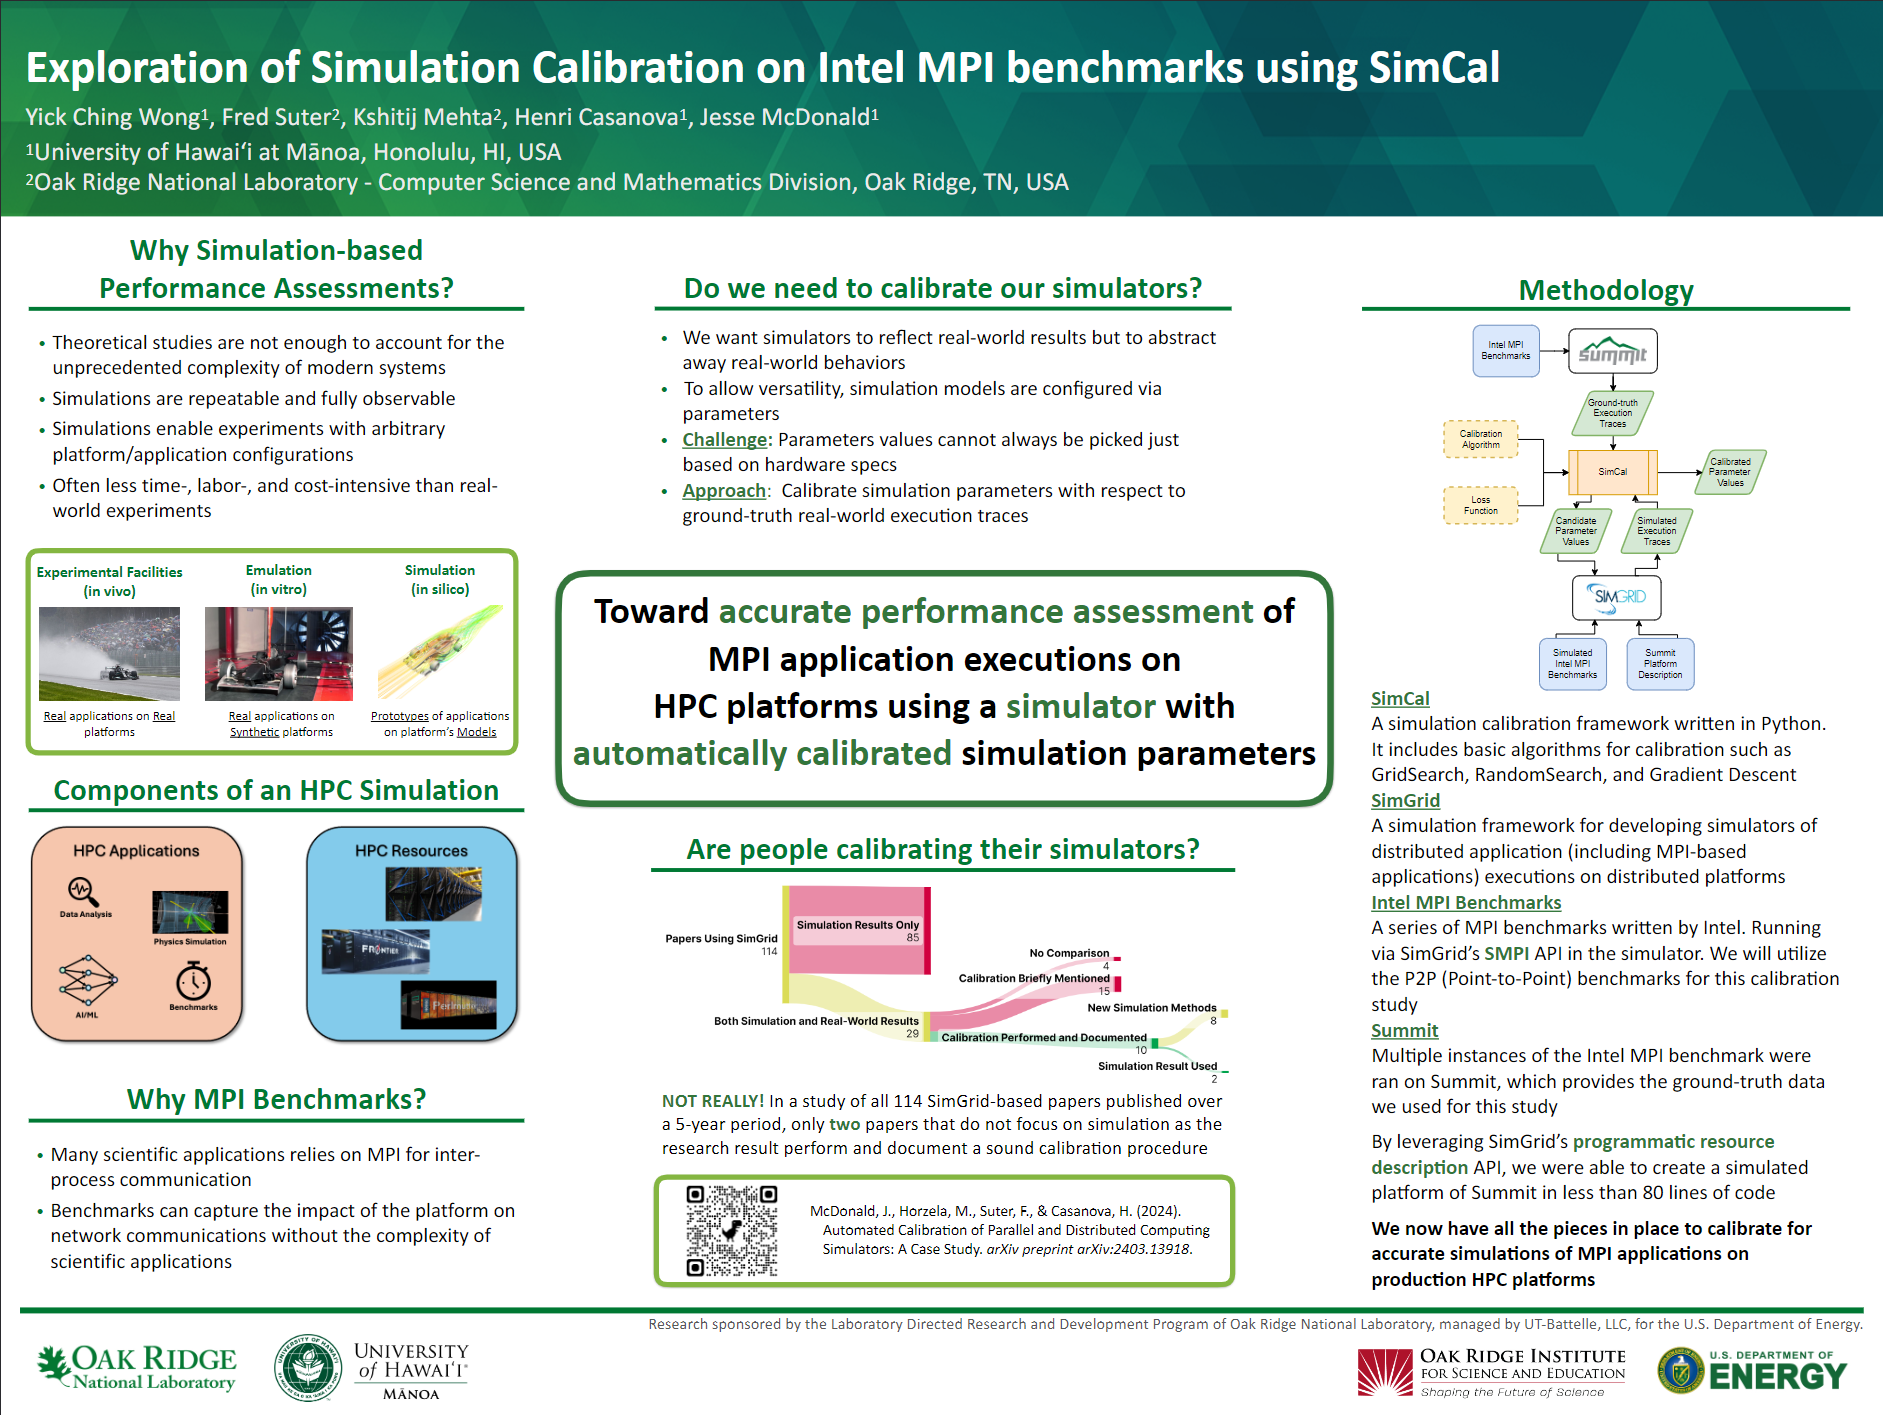 Exploration of Simulation Calibration on Intel MPI benchmarks using SimCal
Yick Ching Wong1, Fred Suter2, Kshitij Mehta2, Henri Casanova1, Jesse McDonald1
1University of Hawaiʻi at Mānoa, Honolulu, HI, USA
2Oak Ridge National Laboratory - Computer Science and Mathematics Division, Oak Ridge, TN, USA
Why Simulation-based
Performance Assessments?
• Theoretical studies are not enough to account for the
unprecedented complexity of modern systems
• Simulations are repeatable and fully observable
• Simulations enable experiments with arbitrary
platform/application configurations
• Often less time-, labor-, and cost-intensive than real-
world experiments
Experimental Facilities
(in vivo)
Real applications on Real
platforms
Emulation
(in vitro)
Real applications on
Synthetic platforms
Simulation
(in silico)
Prototypes of applications
on platform's Models
Components of an HPC Simulation
HPC Applications
Data Analysis
Physics Simulation
AI/ML
Benchmarks
HPC Resources
FRONTIER
Perlmutter
Why MPI Benchmarks?
• Many scientific applications relies on MPI for inter-
process communication
• Benchmarks can capture the impact of the platform on
network communications without the complexity of
scientific applications
Do we need to calibrate our simulators?
• We want simulators to reflect real-world results but to abstract
away real-world behaviors
• To allow versatility, simulation models are configured via
parameters
• Challenge: Parameters values cannot always be picked just
based on hardware specs
• Approach: Calibrate simulation parameters with respect to
ground-truth real-world execution traces
Toward accurate performance assessment of
MPI application executions on
HPC platforms using a simulator with
automatically calibrated simulation parameters
Are people calibrating their simulators?
Papers Using SimGrid
114
Simulation Results Only
85
Both Simulation and Real-World Results
29
No Comparison
4
Calibration Briefly Mentioned
15
New Simulation Methods
8
Calibration Performed and Documented
10
Simulation Result Used
2
NOT REALLY! In a study of all 114 SimGrid-based papers published over
a 5-year period, only two papers that do not focus on simulation as the
research result perform and document a sound calibration procedure
McDonald, J., Horzela, M., Suter, F., & Casanova, H. (2024).
Automated Calibration of Parallel and Distributed Computing
Simulators: A Case Study. arXiv preprint arXiv:2403.13918.
Methodology
Intel MPI
Benchmarks
summit
Ground-truth
Execution
Traces
Calibration
Algorithm
SimCal
Calibrated
Parameter
Values
Loss
Function
Candidate
Parameter
Values
Simulated
Execution
Traces
SIMGRID
Simulated
Intel MPI
Benchmarks
Summit
Platform
Description
SimCal
A simulation calibration framework written in Python.
It includes basic algorithms for calibration such as
GridSearch, RandomSearch, and Gradient Descent
SimGrid
A simulation framework for developing simulators of
distributed application (including MPI-based
applications) executions on distributed platforms
Intel MPI Benchmarks
A series of MPI benchmarks written by Intel. Running
via SimGrid's SMPI API in the simulator. We will utilize
the P2P (Point-to-Point) benchmarks for this calibration
study
Summit
Multiple instances of the Intel MPI benchmark were
ran on Summit, which provides the ground-truth data
we used for this study
By leveraging SimGrid's programmatic resource
description API, we were able to create a simulated
platform of Summit in less than 80 lines of code
We now have all the pieces in place to calibrate for
accurate simulations of MPI applications on
production HPC platforms
Research sponsored by the Laboratory Directed Research and Development Program of Oak Ridge National Laboratory, managed by UT-Battelle, LLC, for the U.S. Department of Energy.
OAK RIDGE
National Laboratory
UNIVERSITY
of HAWAIʻI®
MĀNOA
OAK RIDGE INSTITUTE
FOR SCIENCE AND EDUCATION
Shaping the Future of Science
U.S. DEPARTMENT OF
ENERGY